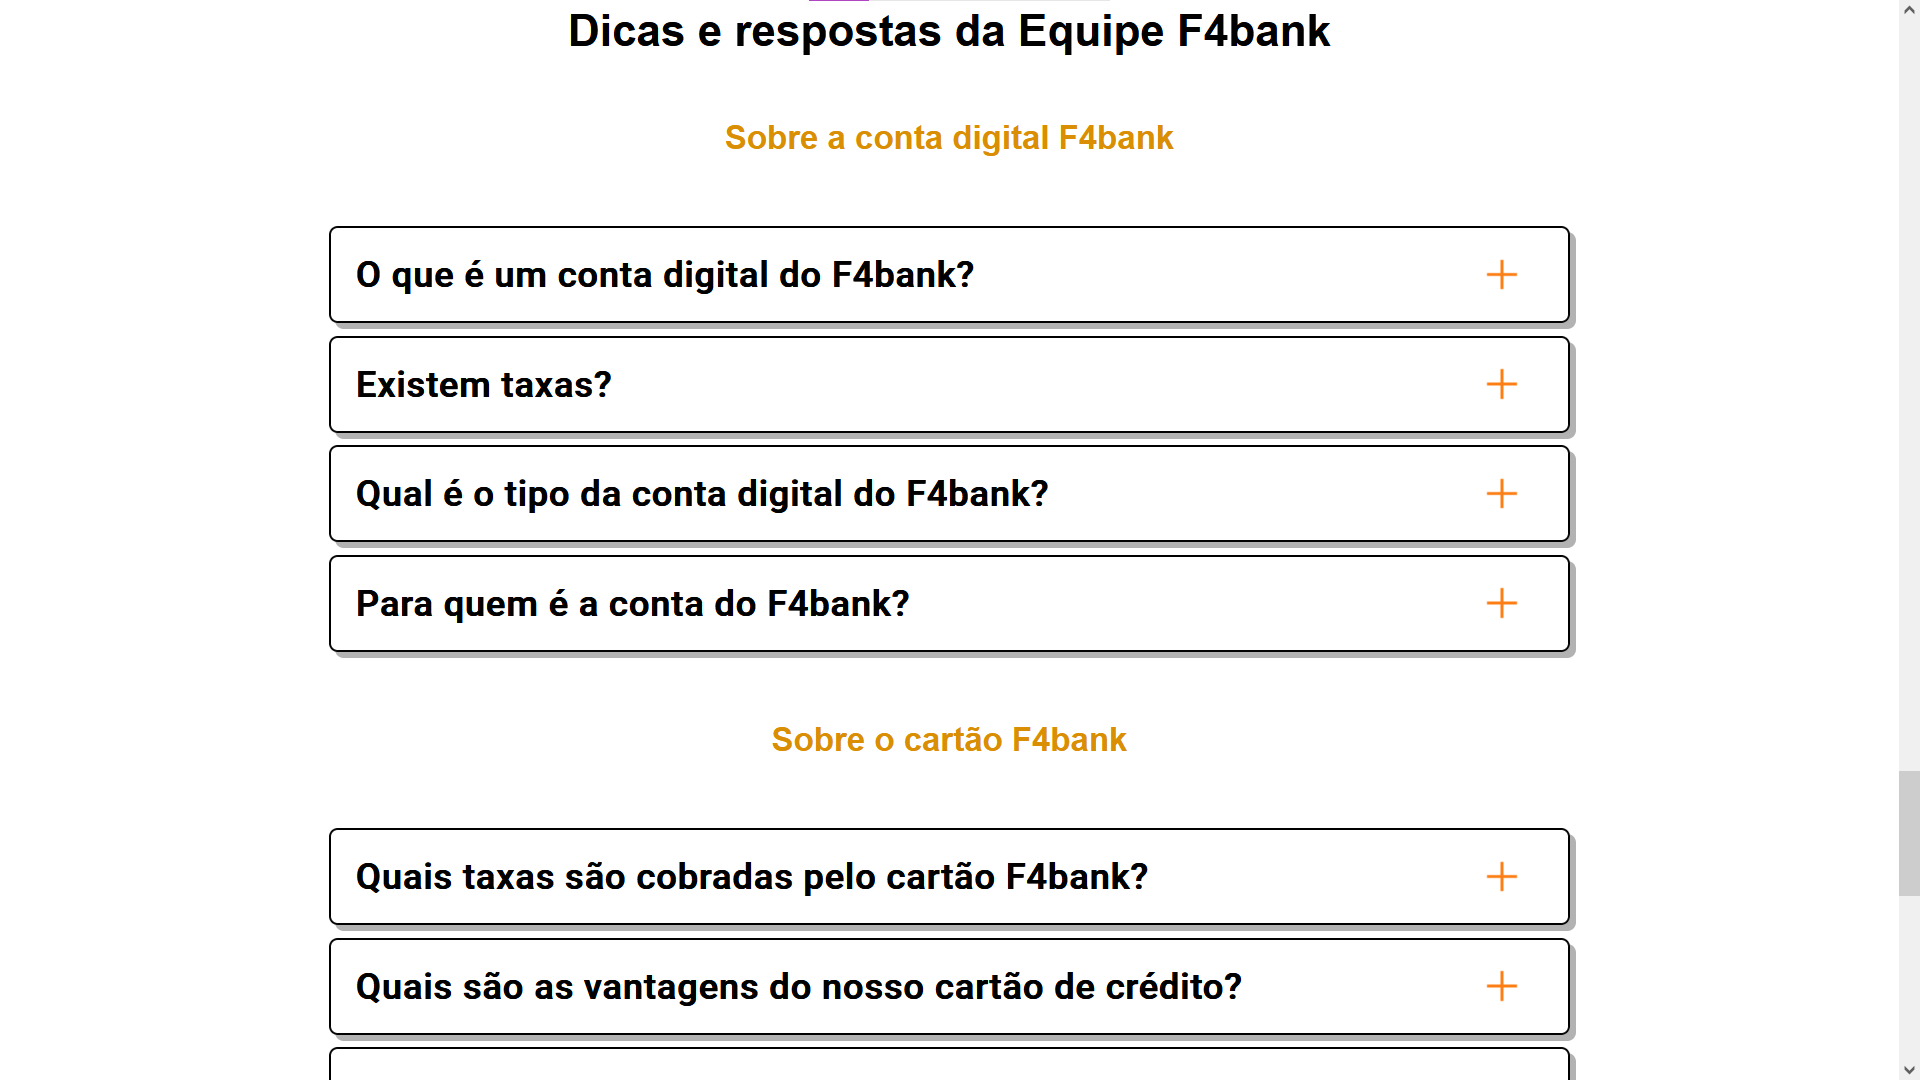 Dicas e respostas da Equipe F4bank
Sobre a conta digital F4bank
O que é um conta digital do F4bank?
Existem taxas?
Qual é o tipo da conta digital do F4bank?
Para quem é a conta do F4bank?
Sobre o cartão F4bank
Quais taxas são cobradas pelo cartão F4bank?
Quais são as vantagens do nosso cartão de crédito?